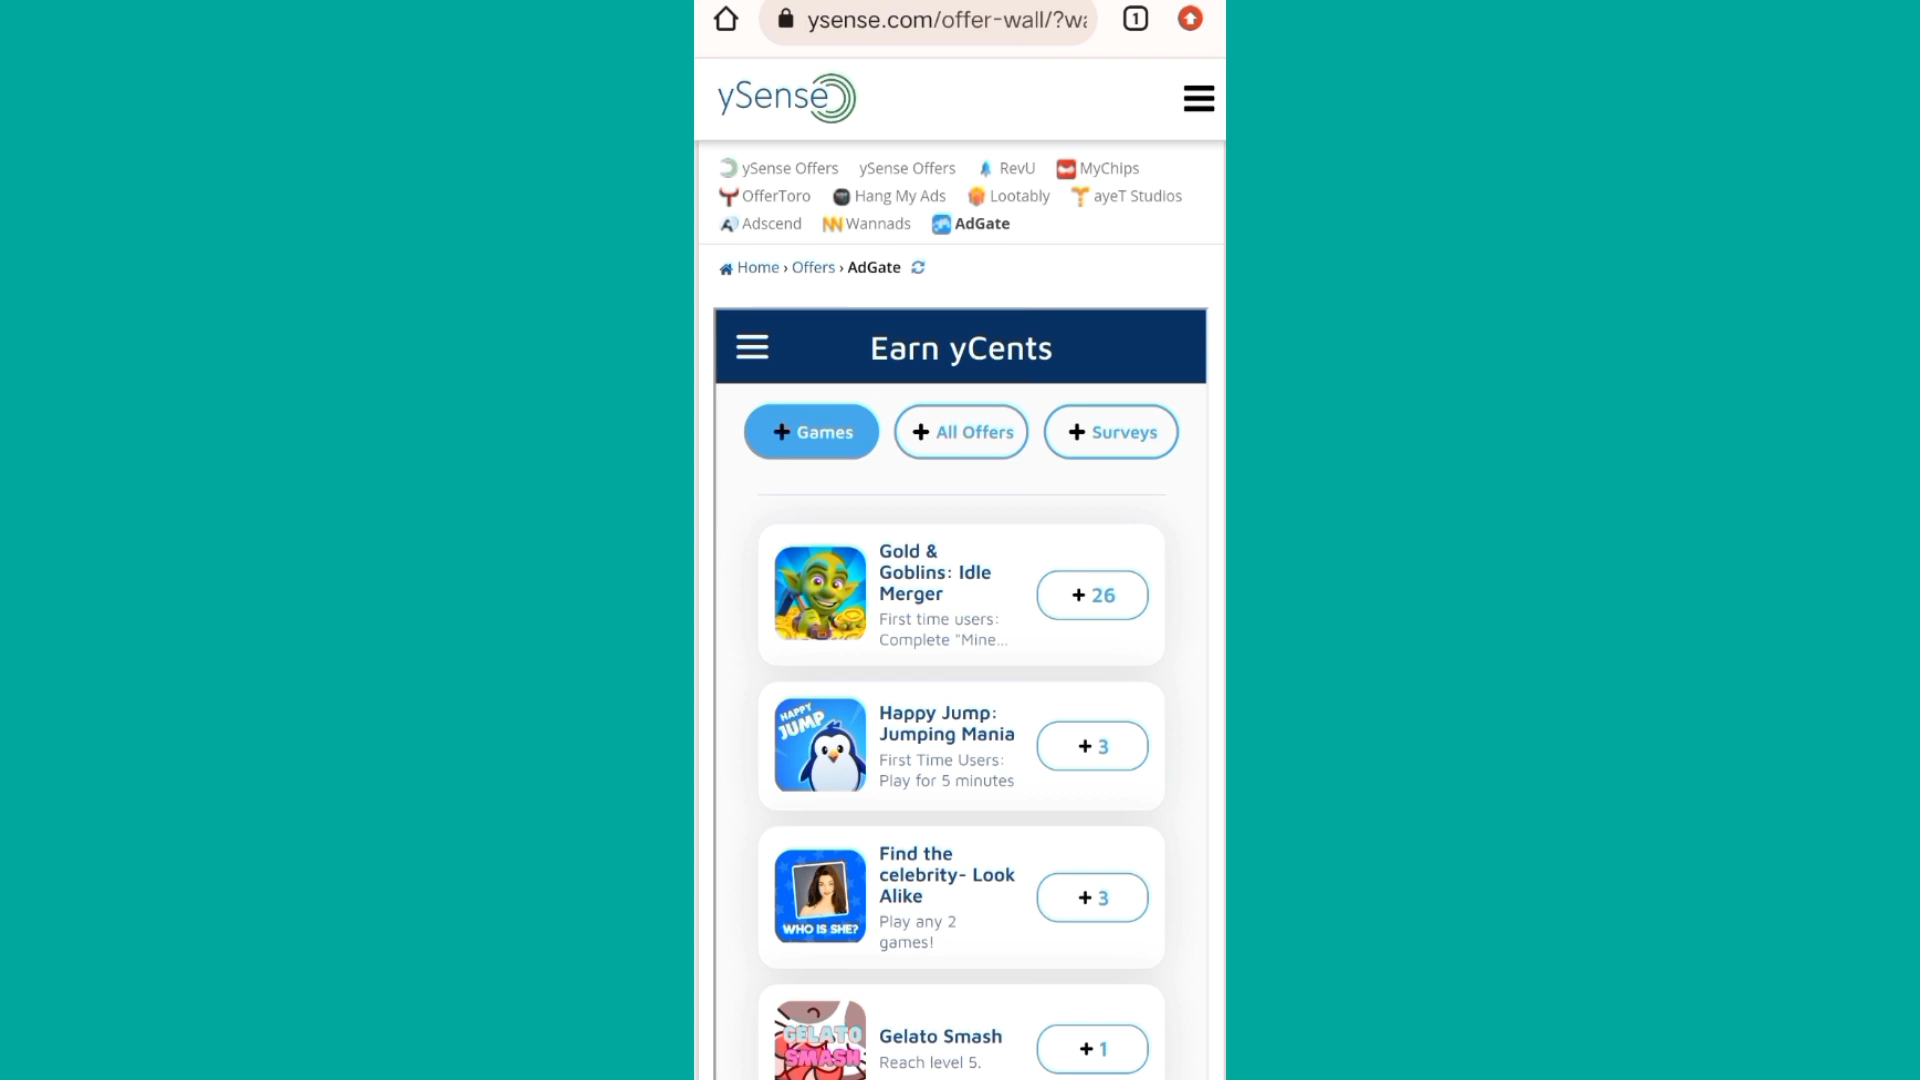 ysense.com/offer-wall/?wa
1
ySense
ySense Offers ySense Offers RevU MyChips
OfferToro Hang My Ads Lootably ayeT Studios
Adscend Wannads AdGate
Home › Offers › AdGate
Earn yCents
+ Games
+ All Offers
+ Surveys
Gold &
Goblins: Idle
Merger
First time users:
Complete "Mine...
+ 26
HAPPY
JUMP
Happy Jump:
Jumping Mania
First Time Users:
Play for 5 minutes
+ 3
WHO IS SHE?
Find the
celebrity- Look
Alike
Play any 2
games!
+ 3
GELATO
SMASH
Gelato Smash
Reach level 5.
+ 1